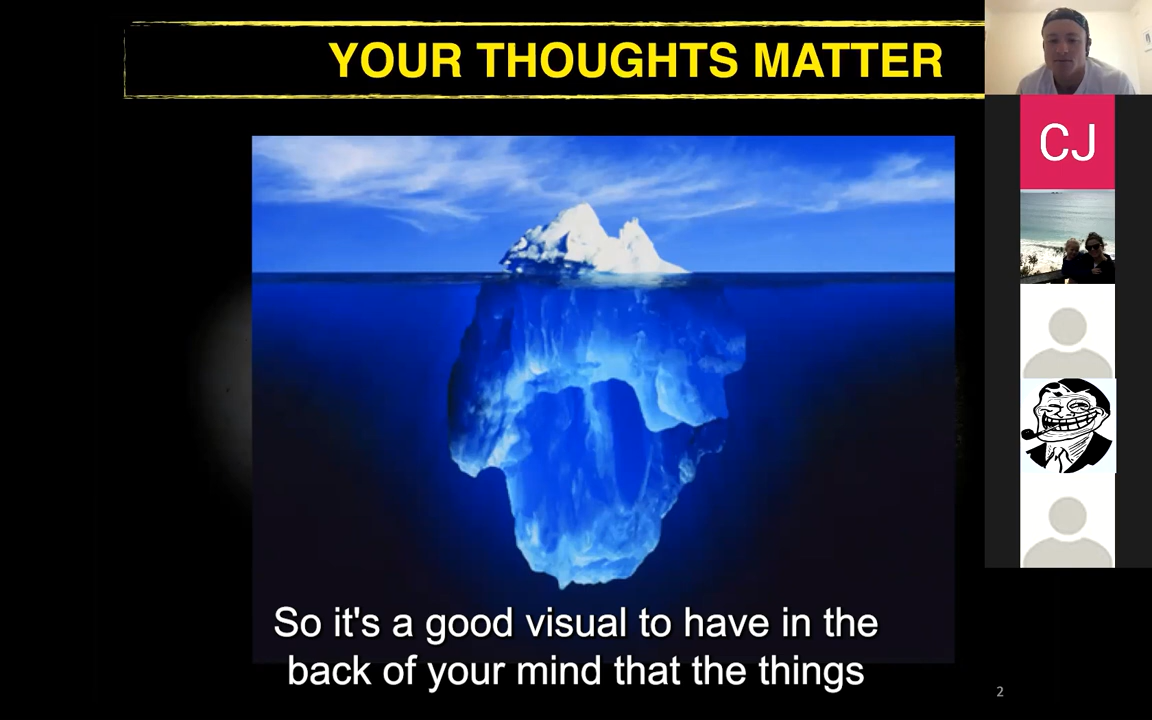 YOUR THOUGHTS MATTER
CJ
So it's a good visual to have in the
back of your mind that the things
2